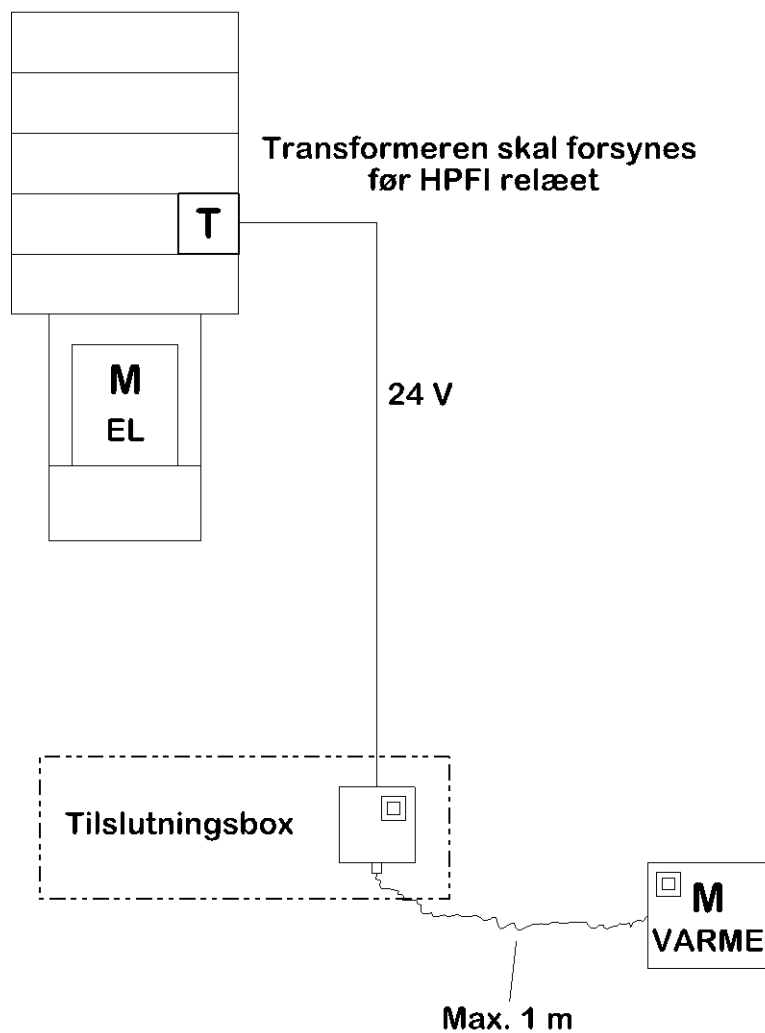 Transformeren skal forsynes
før HPFI relæet
T
M
EL
24 V
Tilslutningsbox
M
VARME
Max. 1 m